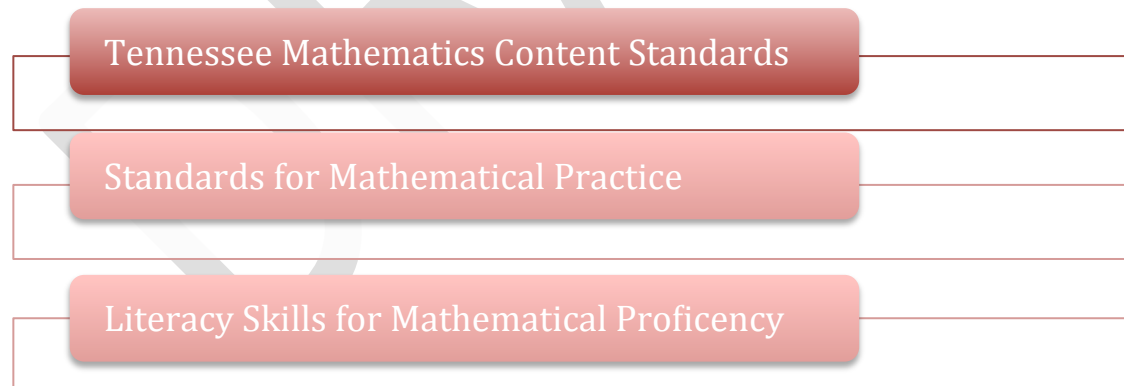 Tennessee Mathematics Content Standards
Standards for Mathematical Practice
Literacy Skills for Mathematical Proficency